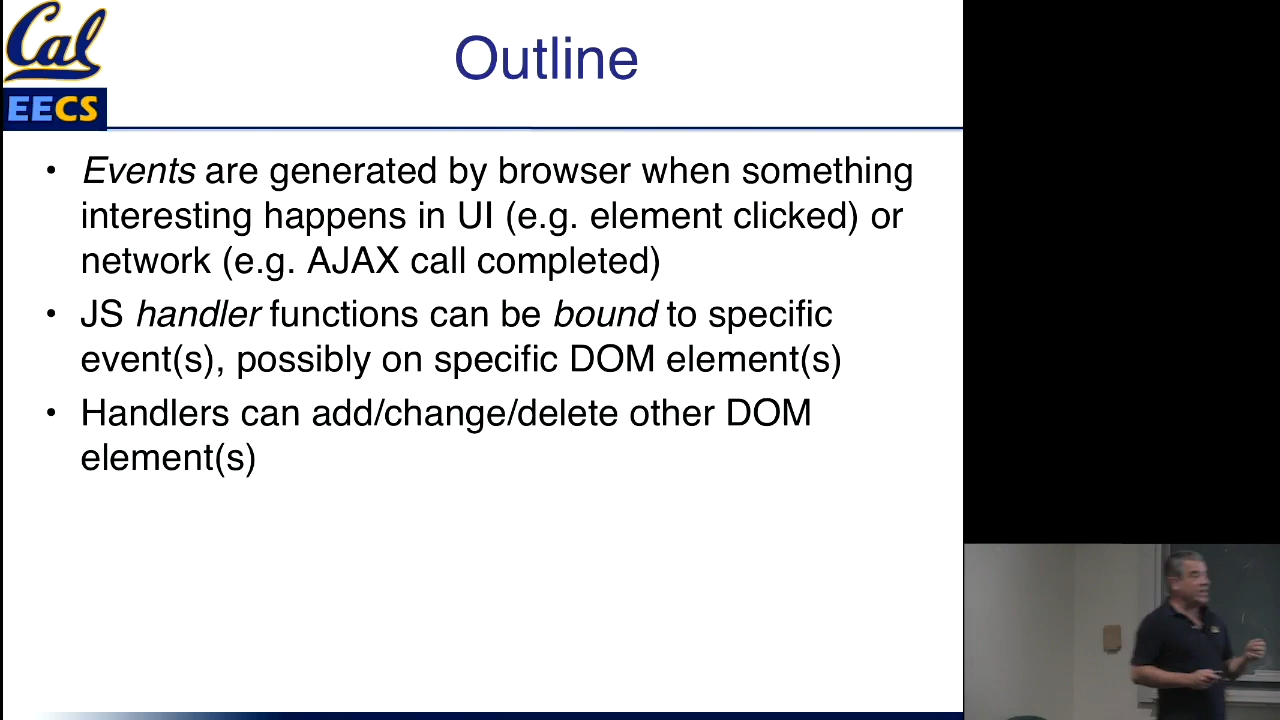 Cal
EECS
Outline
• Events are generated by browser when something
interesting happens in UI (e.g. element clicked) or
network (e.g. AJAX call completed)
• JS handler functions can be bound to specific
event(s), possibly on specific DOM element(s)
• Handlers can add/change/delete other DOM
element(s)